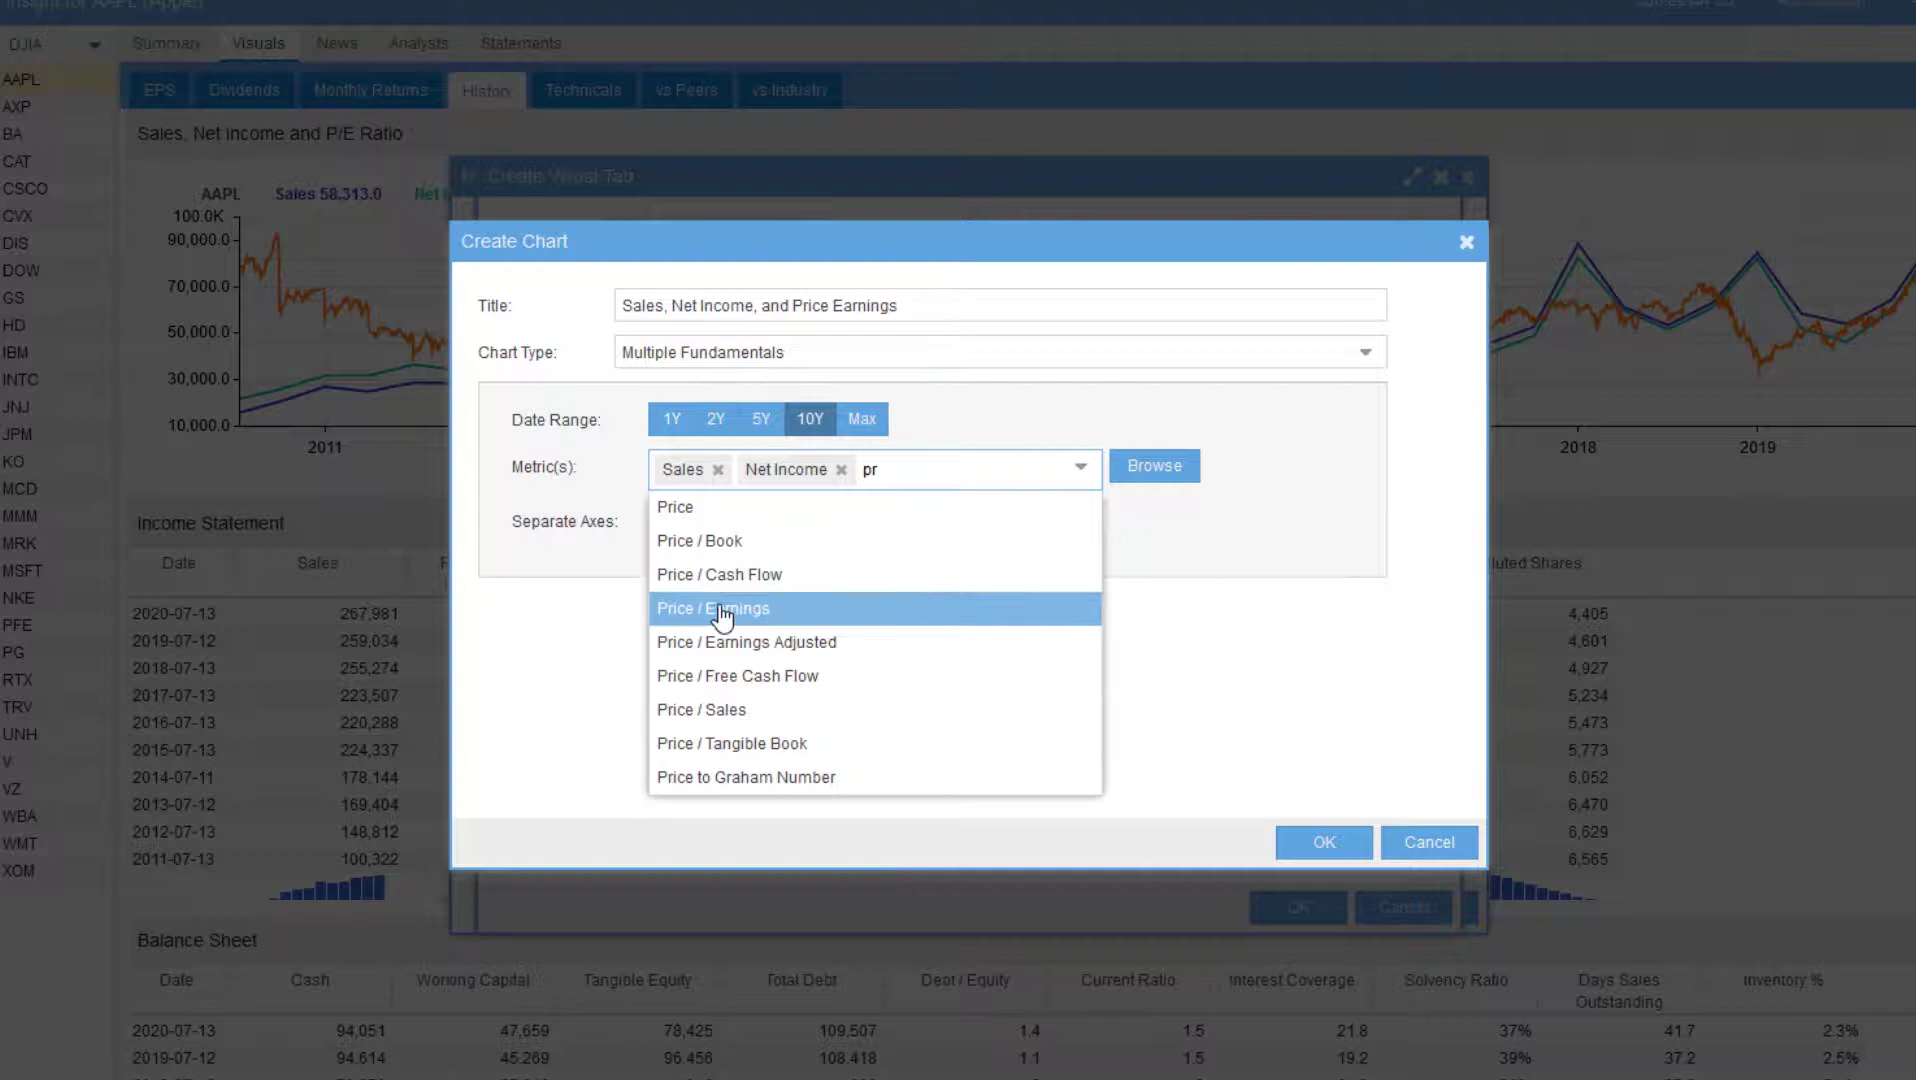 Insight for AAPL (Apple)
DJIA
Summary Visuals News Analysts Statements
EPS Dividends Monthly Returns History Technicals vs Peers vs Industry
AAPL
AXP
BA
CAT
CSCO
CVX
DIS
DOW
GS
HD
IBM
INTC
JNJ
JPM
KO
MCD
MMM
MRK
MSFT
NKE
PFE
PG
RTX
TRV
UNH
V
VZ
WBA
WMT
XOM
Sales, Net Income and P/E Ratio
AAPL Sales 58,313.0
100.0K
90,000.0
70,000.0
50,000.0
30,000.0
10,000.0
2011 2018 2019
Create Visual Tab
Create Chart
Title: Sales, Net Income, and Price Earnings
Chart Type: Multiple Fundamentals
Date Range: 1Y 2Y 5Y 10Y Max
Metric(s): Sales Net Income pr Browse
Separate Axes:
Price
Price / Book
Price / Cash Flow
Price / Earnings
Price / Earnings Adjusted
Price / Free Cash Flow
Price / Sales
Price / Tangible Book
Price to Graham Number
OK Cancel
OK Cancel
Income Statement
Date Sales luted Shares
2020-07-13 267,981 4,405
2019-07-12 259,034 4,601
2018-07-13 255,274 4,927
2017-07-13 223,507 5,234
2016-07-13 220,288 5,473
2015-07-13 224,337 5,773
2014-07-11 178,144 6,052
2013-07-12 169,404 6,470
2012-07-13 148,812 6,629
2011-07-13 100,322 6,565
Balance Sheet
Date Cash Working Capital Tangible Equity Total Debt Debt / Equity Current Ratio Interest Coverage Solvency Ratio Days Sales Outstanding Inventory %
2020-07-13 94,051 47,659 78,425 109,507 1.4 1.5 21.8 37% 41.7 2.3%
2019-07-12 94,614 45,269 96,456 108,418 1.1 1.5 19.2 39% 37.2 2.5%